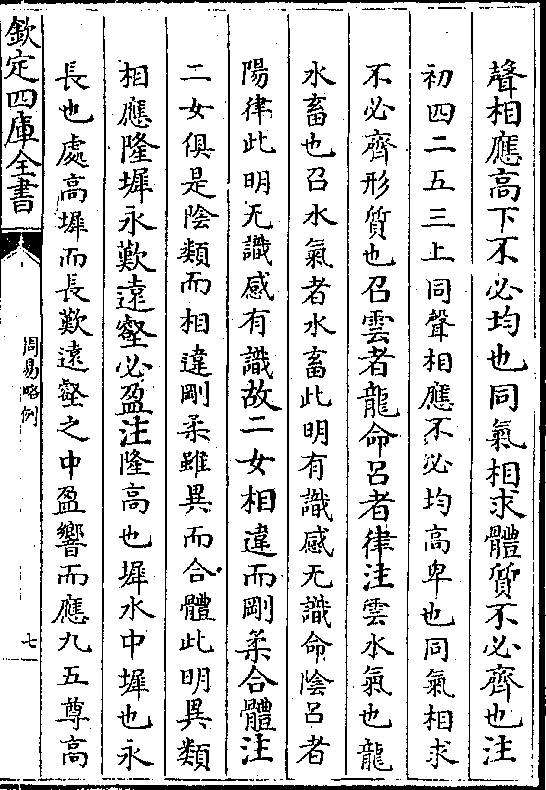 聲相應高下不必均也同氣相求體質不必齊也注
初四二五三上同聲相應不必均高卑也同氣相求
不必齊形質也召雲者龍命吕者律注雲水氣也龍
水畜也召水氣者水畜此明有識感无識命隂吕者
陽律此明无識感有識故二女相違而剛柔合體注
二女俱是隂類而相違剛柔雖異而合體此明異類
相應隆墀永歎遠壑必盈注隆高也墀水中墀也永
長也處高墀而長歎遠壑之中盈響而應九五尊高
欽定四庫全書
周易略例
七